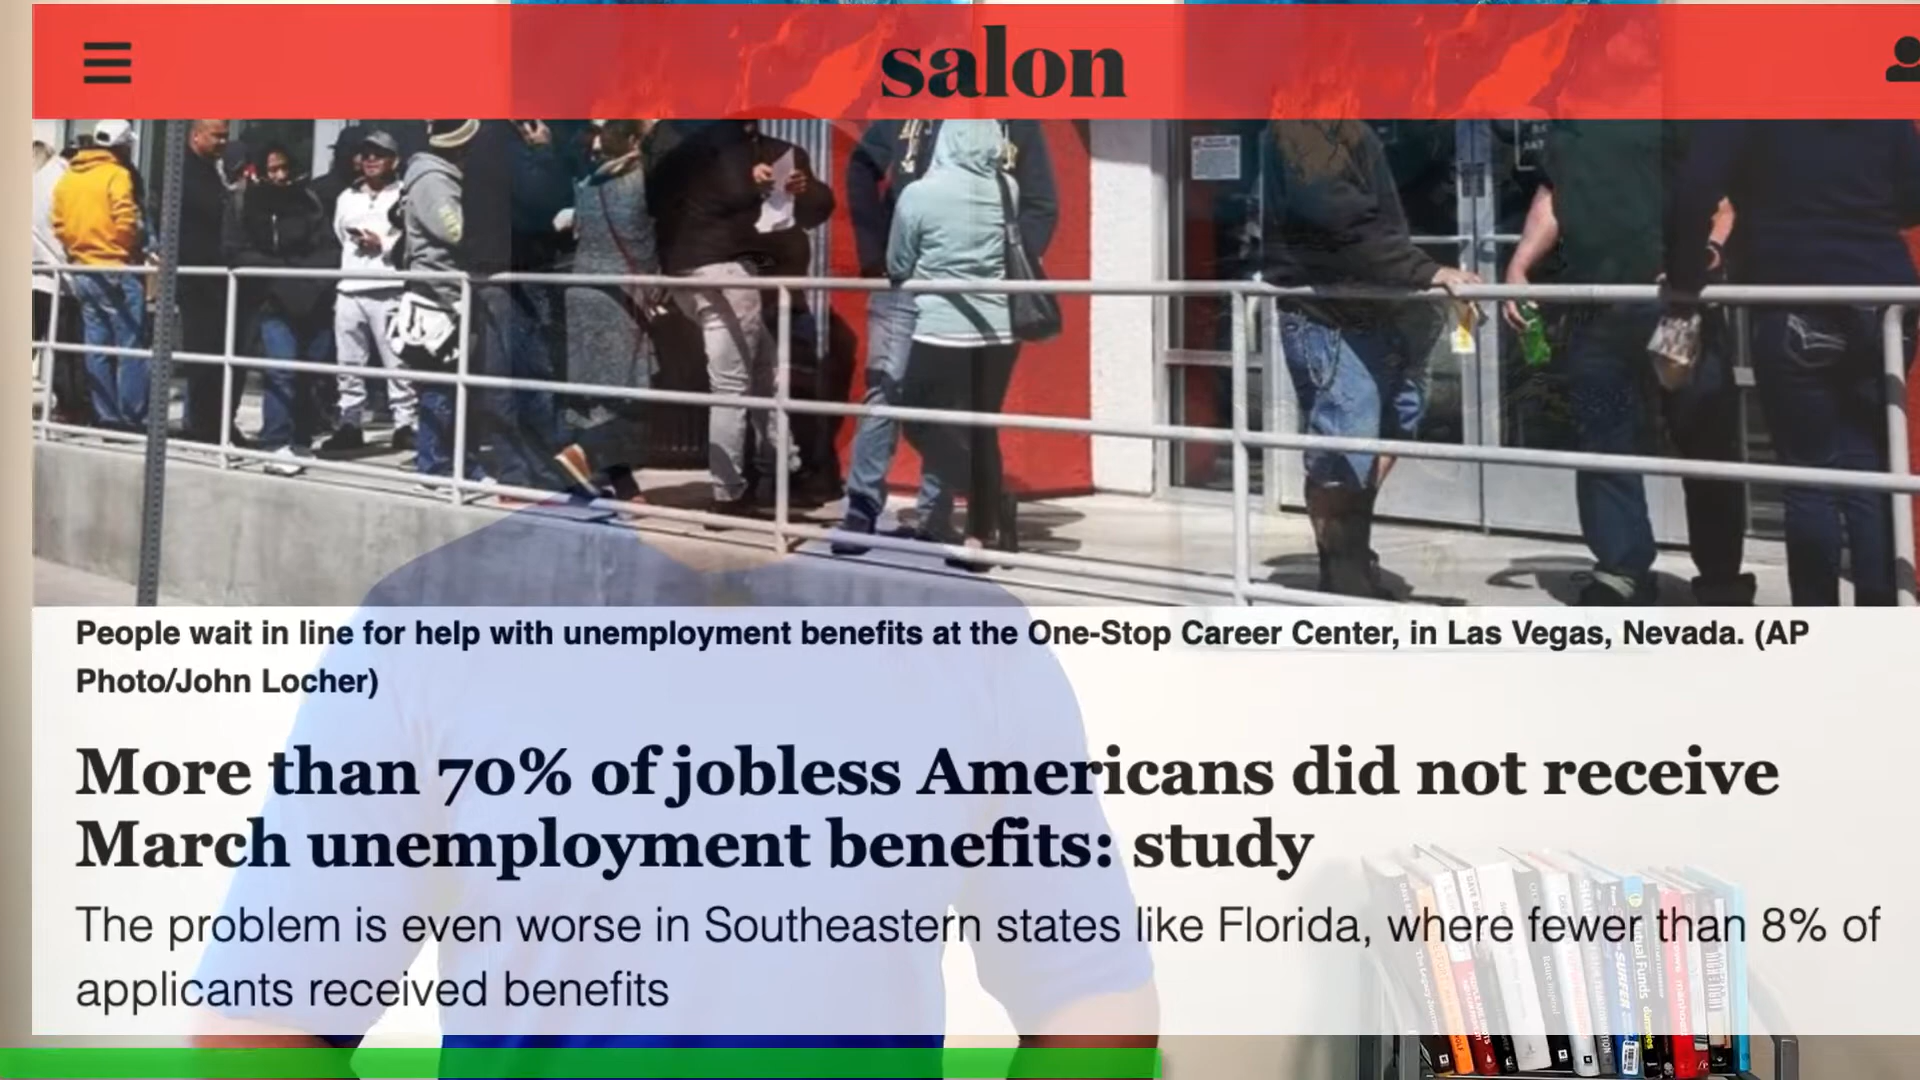 salon
People wait in line for help with unemployment benefits at the One-Stop Career Center, in Las Vegas, Nevada. (AP
Photo/John Locher)
More than 70% of jobless Americans did not receive
March unemployment benefits: study
The problem is even worse in Southeastern states like Florida, where fewer than 8% of
applicants received benefits